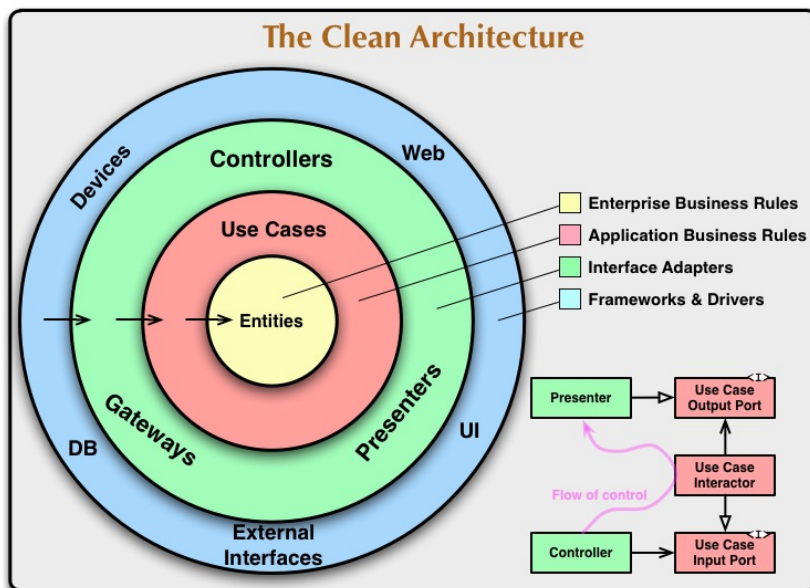 The Clean Architecture
Devices
Controllers
Web
Use Cases
Entities
Gateways
Presenters
DB
UI
External
Interfaces
Enterprise Business Rules
Application Business Rules
Interface Adapters
Frameworks & Drivers
Presenter
<I>
Use Case
Output Port
Flow of control
Use Case
Interactor
Controller
<I>
Use Case
Input Port